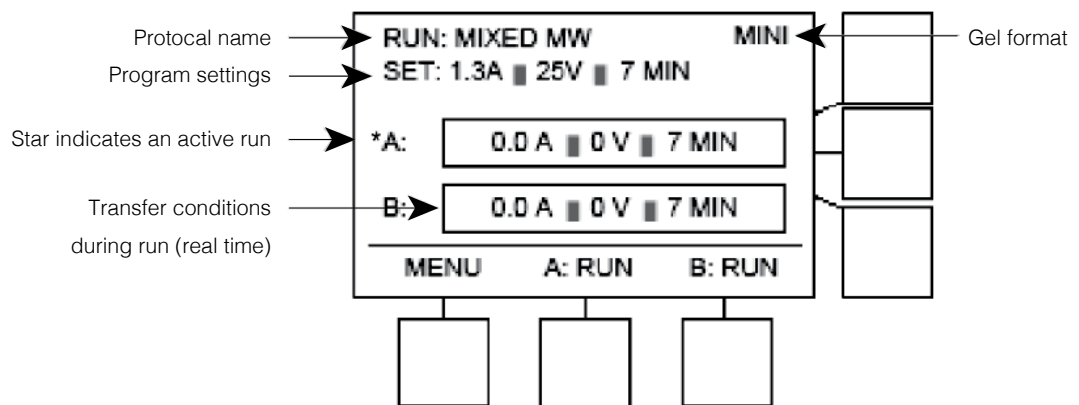 Protocal name
RUN: MIXED MW
MINI
Gel format
Program settings
SET: 1.3A 25V 7 MIN
Star indicates an active run
*A:
0.0 A 0 V 7 MIN
Transfer conditions
during run (real time)
B:
0.0 A 0 V 7 MIN
MENU
A: RUN
B: RUN